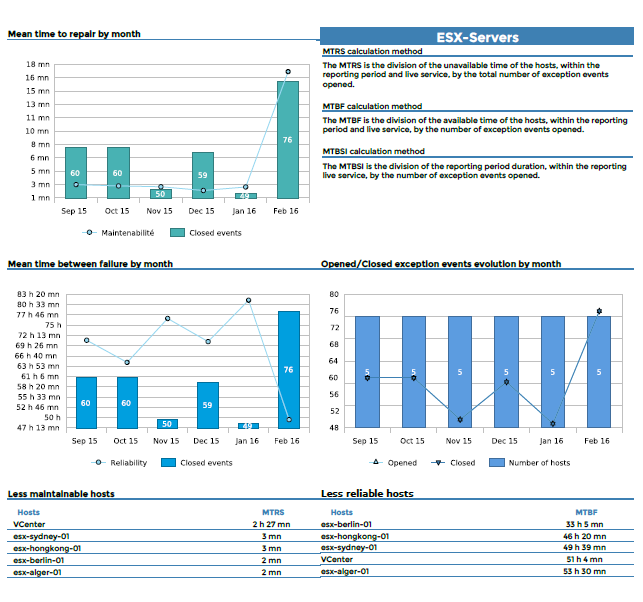 Mean time to repair by month
18 mn
16 mn
15 mn
13 mn
11 mn
10 mn
8 mn
6 mn
5 mn
3 mn
1 mn
60
60
50
59
49
76
Sep 15 Oct 15 Nov 15 Dec 15 Jan 16 Feb 16
Maintenabilité Closed events
ESX-Servers
MTRS calculation method
The MTRS is the division of the unavailable time of the hosts, within the
reporting period and live service, by the total number of exception events
opened.
MTBF calculation method
The MTBF is the division of the available time of the hosts, within the reporting
period and live service, by the number of exception events opened.
MTBSI calculation method
The MTBSI is the division of the reporting period duration, within the reporting
live service, by the number of exception events opened.
Mean time between failure by month
83 h 20 mn
80 h 33 mn
77 h 46 mn
75 h
72 h 13 mn
69 h 26 mn
66 h 40 mn
63 h 53 mn
61 h 6 mn
58 h 20 mn
55 h 33 mn
52 h 46 mn
50 h
47 h 13 mn
60
60
50
59
49
76
Sep 15 Oct 15 Nov 15 Dec 15 Jan 16 Feb 16
Reliability Closed events
Opened/Closed exception events evolution by month
80
76
72
68
64
60
56
52
48
5
5
5
5
5
5
Sep 15 Oct 15 Nov 15 Dec 15 Jan 16 Feb 16
Opened Closed Number of hosts
Less maintainable hosts
Hosts MTRS
VCenter 2 h 27 mn
esx-sydney-01 3 mn
esx-hongkong-01 3 mn
esx-berlin-01 2 mn
esx-alger-01 2 mn
Less reliable hosts
Hosts MTBF
esx-berlin-01 33 h 5 mn
esx-hongkong-01 46 h 20 mn
esx-sydney-01 49 h 39 mn
VCenter 51 h 4 mn
esx-alger-01 53 h 30 mn